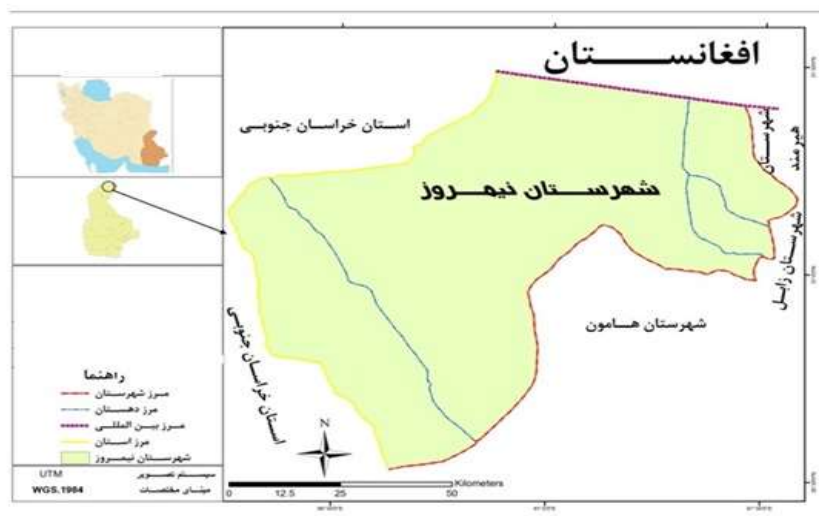 افغانستان
استان خراسان جنوبی
شهرستان هیرمند
شهرستان نیمروز
شهرستان زابل
شهرستان هامون
استان خراسان جنوبی
راهنما
مرز شهرستان
مرز دهستان
مرز بین المللی
مرز استان
شهرستان نیمروز
سیستم تصویر UTM
مبنای مختصات WGS.1984
N
0 12.5 25 50 Kilometers